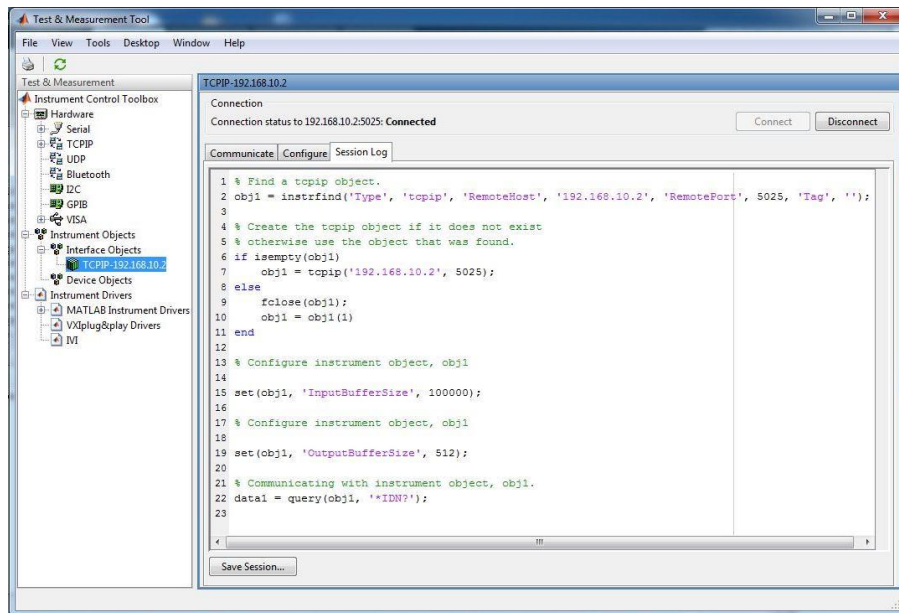 Test & Measurement Tool
File View Tools Desktop Window Help
Test & Measurement
Instrument Control Toolbox
Hardware
Serial
TCPIP
UDP
Bluetooth
I2C
GPIB
VISA
Instrument Objects
Interface Objects
TCPIP-192.168.10.2
Device Objects
Instrument Drivers
MATLAB Instrument Drivers
VXIplug&play Drivers
IVI
TCPIP-192.168.10.2
Connection
Connection status to 192.168.10.2:5025: Connected
Connect Disconnect
Communicate Configure Session Log
1 % Find a tcpip object.
2 obj1 = instrfind('Type', 'tcpip', 'RemoteHost', '192.168.10.2', 'RemotePort', 5025, 'Tag', '');
3
4 % Create the tcpip object if it does not exist
5 % otherwise use the object that was found.
6 if isempty(obj1)
7 obj1 = tcpip('192.168.10.2', 5025);
8 else
9 fclose(obj1);
10 obj1 = obj1(1)
11 end
12
13 % Configure instrument object, obj1
14
15 set(obj1, 'InputBufferSize', 100000);
16
17 % Configure instrument object, obj1
18
19 set(obj1, 'OutputBufferSize', 512);
20
21 % Communicating with instrument object, obj1.
22 data1 = query(obj1, '*IDN?');
23
Save Session...